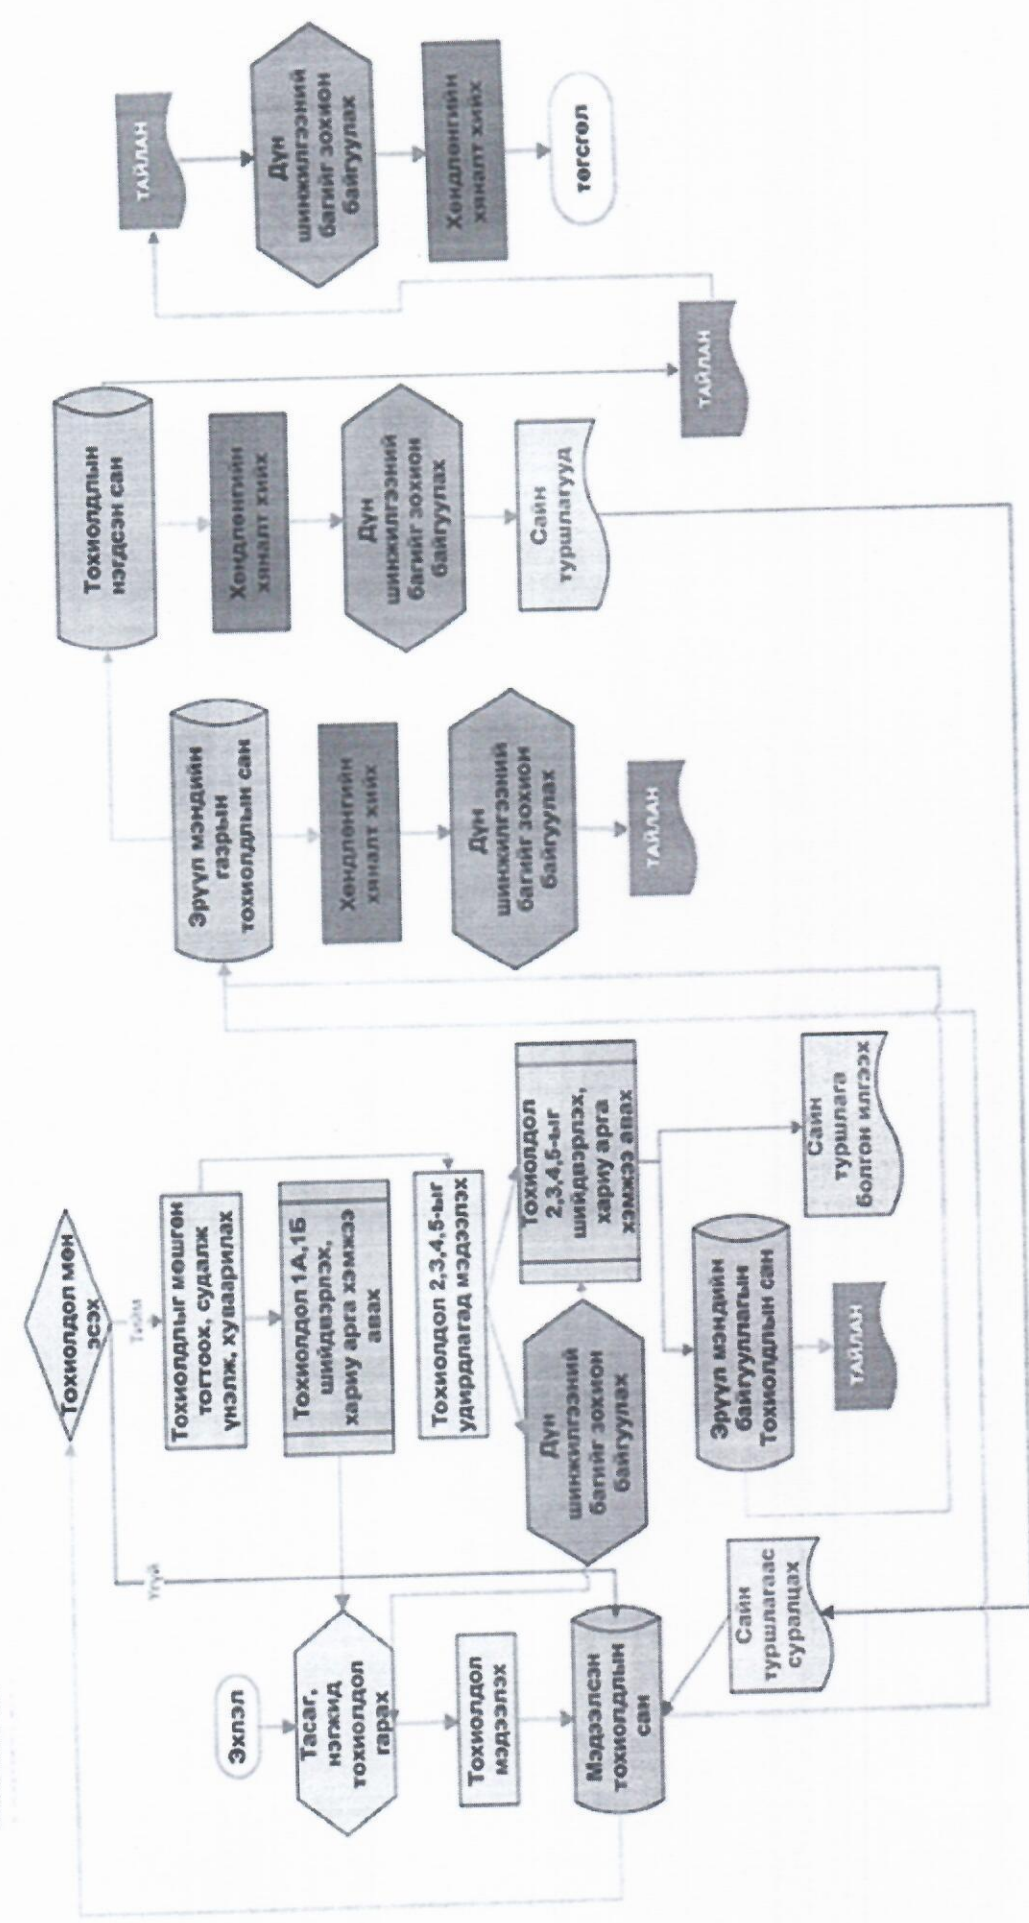 Эхлэл
Тасаг,
нэгжид
тохиолдол
гарах
Тохиолдол
мэдээлэх
Мэдээлсэн
тохиолдлын
сан
Сайн
туршлагаас
суралцах
Үгүй
Тохиолдол мөн
эсэх
Тийм
Тохиолдлыг мөшгөн
тогтоох, судалж
үнэлж, хуваарилах
Тохиолдол 1А,1Б
шийдвэрлэх,
хариу арга хэмжээ
авах
Тохиолдол 2,3,4,5-ыг
удирдлагад мэдээлэх
Дүн
шинжилгээний
багийг зохион
байгуулах
Тохиолдол
2,3,4,5-ыг
шийдвэрлэх,
хариу арга
хэмжээ авах
Эрүүл мэндийн
байгууллагын
Тохиолдлын сан
ТАЙЛАН
Сайн
туршлага
болгон илгээх
Эрүүл мэндийн
газрын
тохиолдлын сан
Хөндлөнгийн
хяналт хийх
Дүн
шинжилгээний
багийг зохион
байгуулах
ТАЙЛАН
Тохиолдлын
нэгдсэн сан
Хөндлөнгийн
хяналт хийх
Дүн
шинжилгээний
багийг зохион
байгуулах
Сайн
туршлагууд
ТАЙЛАН
ТАЙЛАН
Дүн
шинжилгээний
багийг зохион
байгуулах
Хөндлөнгийн
хяналт хийх
төгсгөл